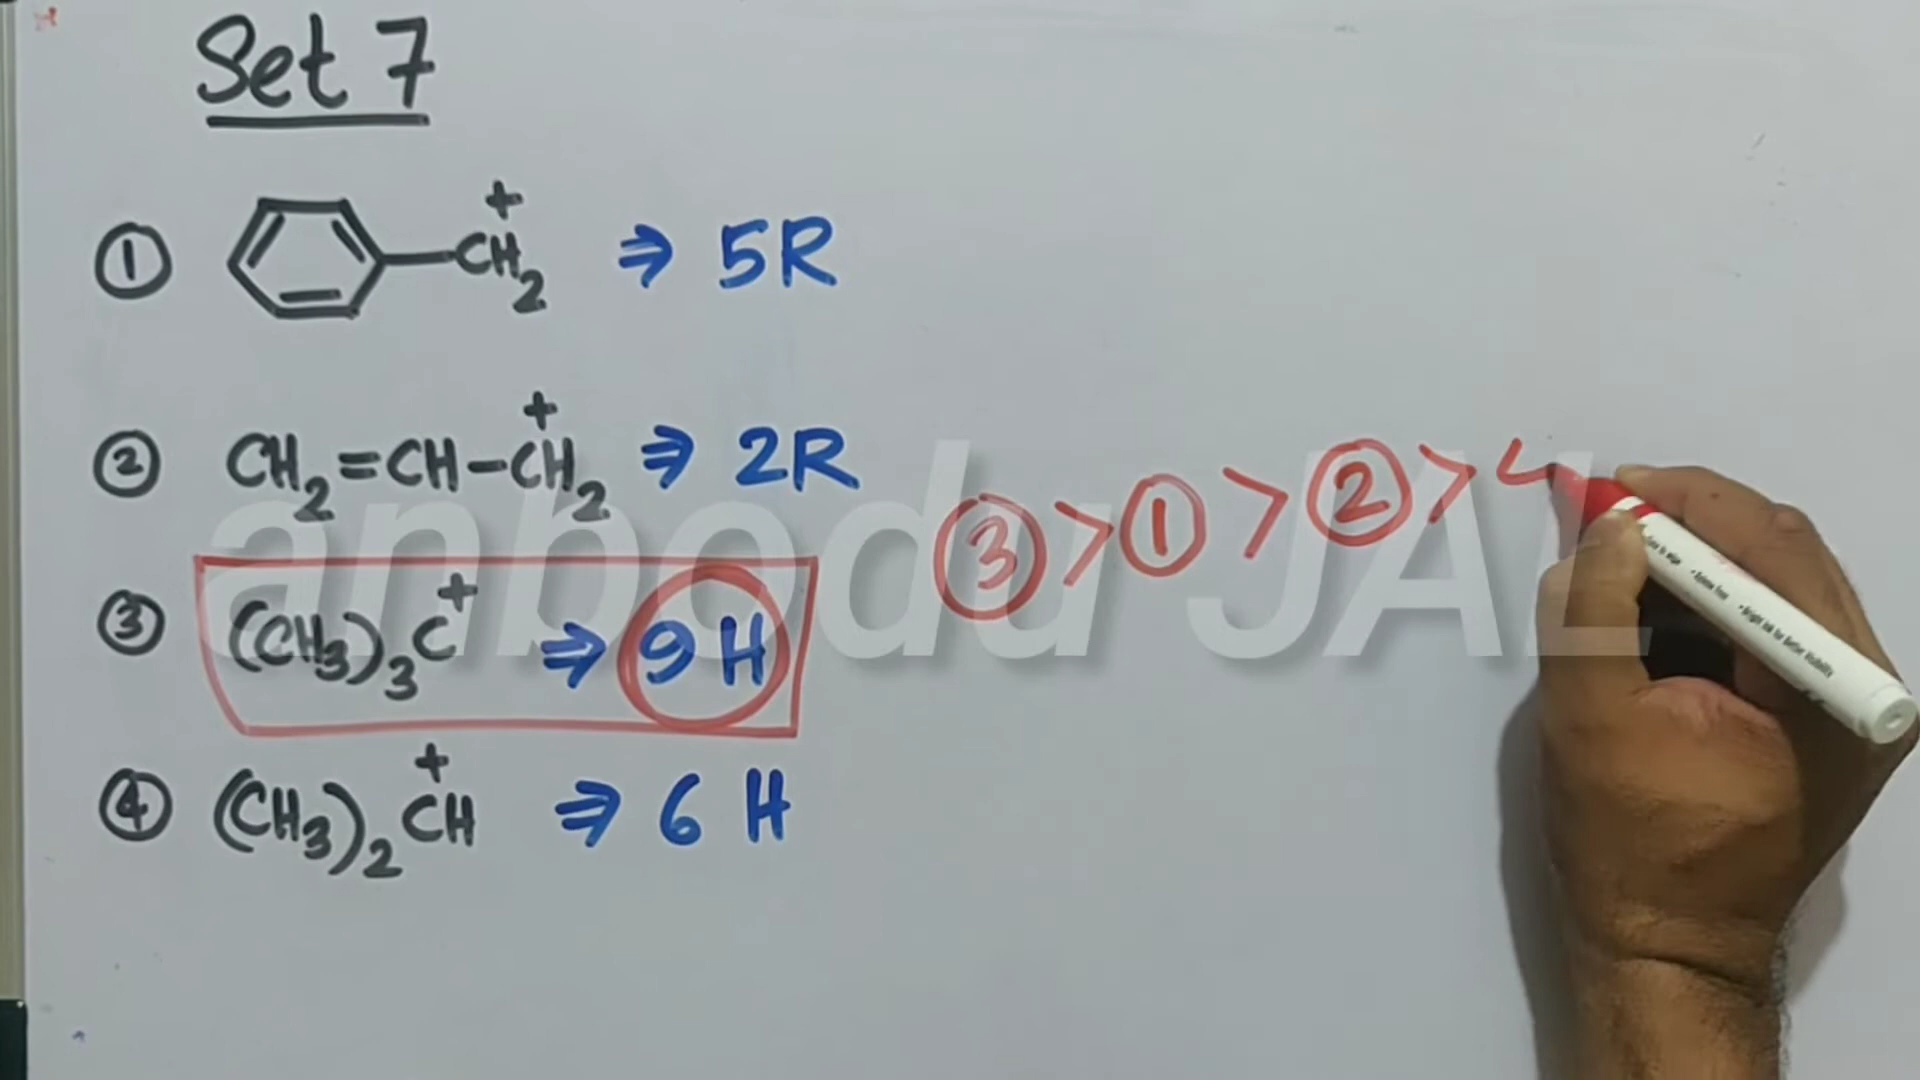 Set 7
① CH₂⁺ ⇒ 5R
② CH₂=CH-CH₂⁺ ⇒ 2R
③ (CH₃)₃C⁺ ⇒ 9 H
④ (CH₃)₂CH⁺ ⇒ 6 H
③ > ① > ② > 4
anbodu JAL